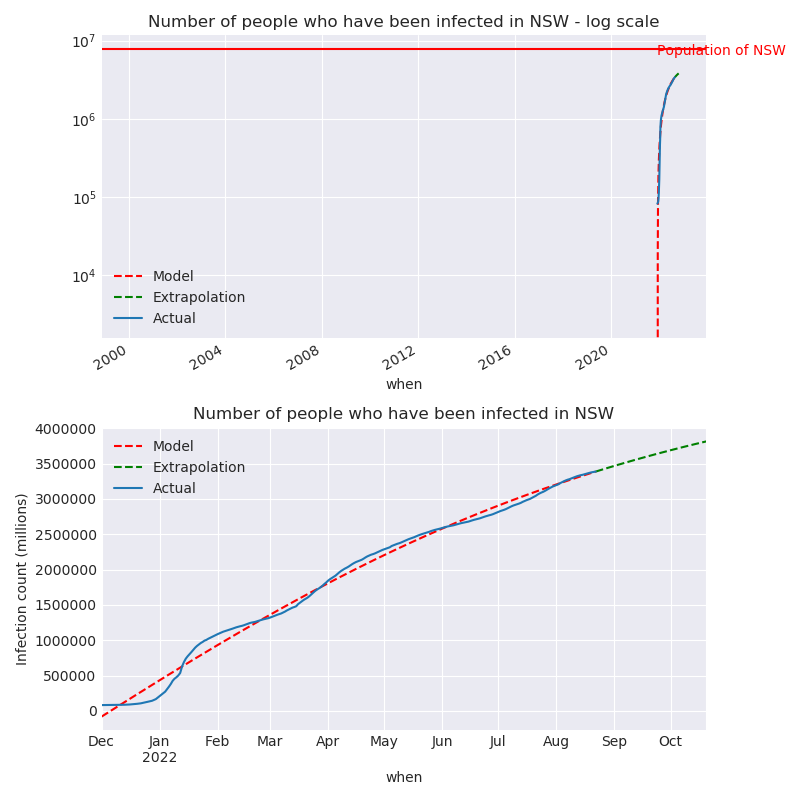 Number of people who have been infected in NSW - log scale
10^7
Population of NSW
10^6
10^5
10^4
Model
Extrapolation
Actual
2000 2004 2008 2012 2016 2020
when
Number of people who have been infected in NSW
Infection count (millions)
4000000
3500000
3000000
2500000
2000000
1500000
1000000
500000
0
Model
Extrapolation
Actual
Dec Jan Feb Mar Apr May Jun Jul Aug Sep Oct
2022
when